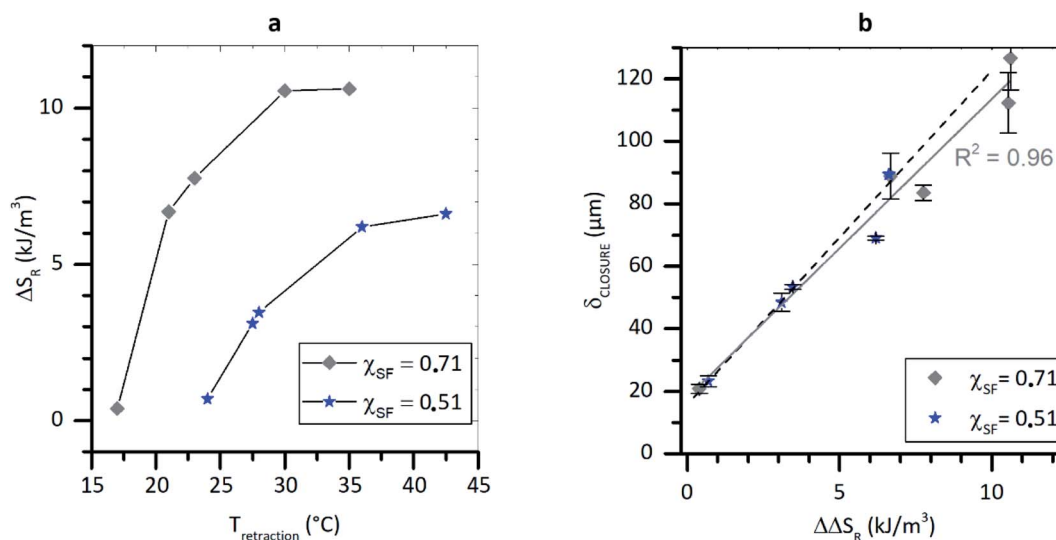 a
10
5
0
15 20 25 30 35 40 45
ΔS_R (kJ/m³)
T_retraction (°C)
χ_SF = 0.71
χ_SF = 0.51
b
120
100
80
60
40
20
0
0 5 10
δ_CLOSURE (μm)
ΔΔS_R (kJ/m³)
R² = 0.96
χ_SF = 0.71
χ_SF = 0.51